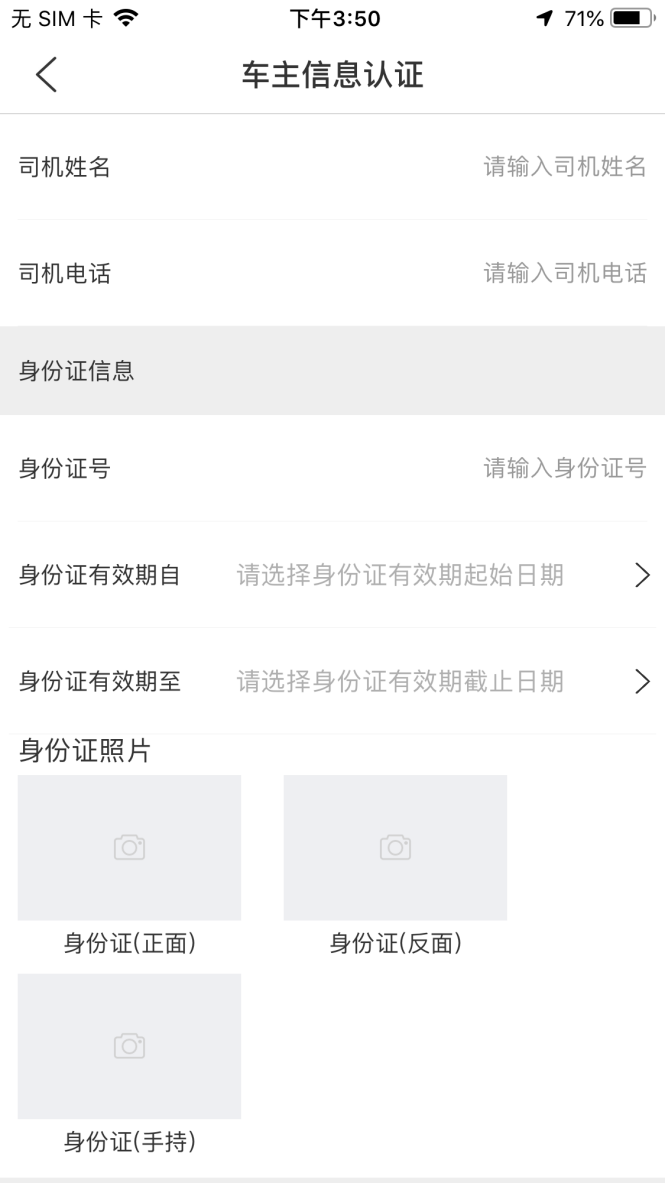 无 SIM 卡 下午3:50 71%
车主信息认证
司机姓名 请输入司机姓名
司机电话 请输入司机电话
身份证信息
身份证号 请输入身份证号
身份证有效期自 请选择身份证有效期起始日期
身份证有效期至 请选择身份证有效期截止日期
身份证照片
身份证(正面) 身份证(反面)
身份证(手持)